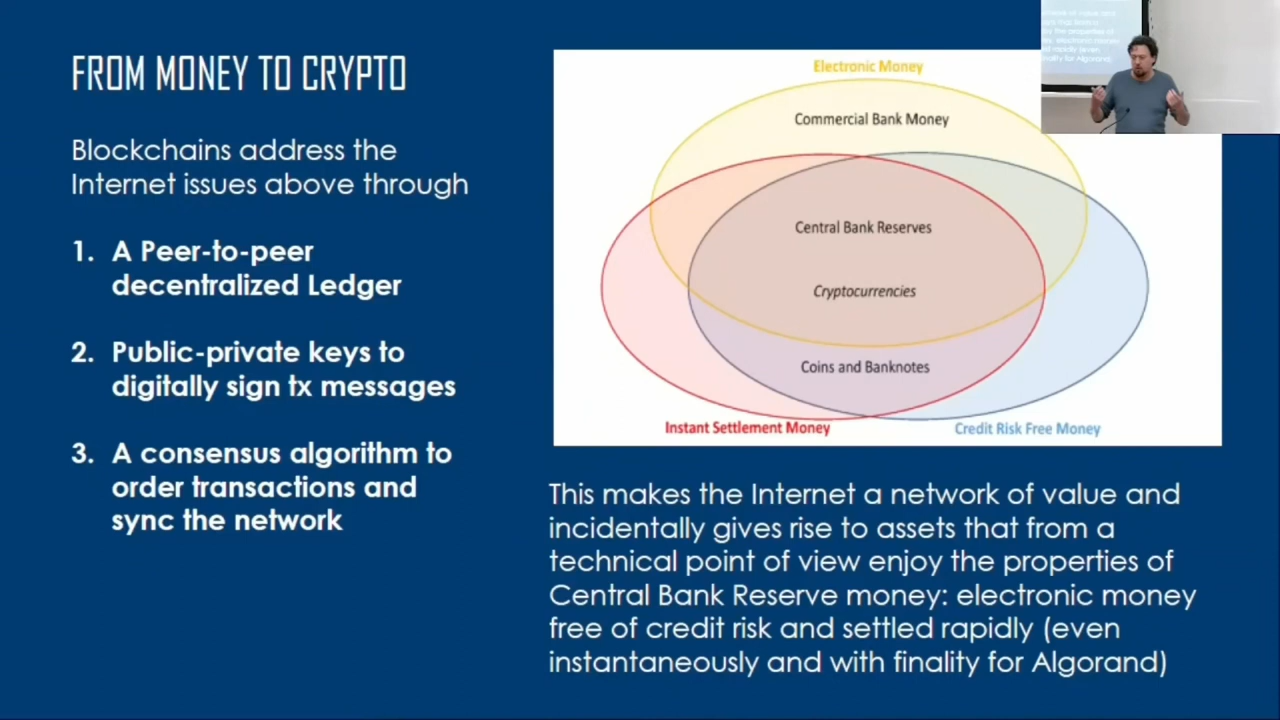 FROM MONEY TO CRYPTO
Blockchains address the
Internet issues above through
1. A Peer-to-peer
decentralized Ledger
2. Public-private keys to
digitally sign tx messages
3. A consensus algorithm to
order transactions and
sync the network
Electronic Money
Commercial Bank Money
Central Bank Reserves
Cryptocurrencies
Coins and Banknotes
Instant Settlement Money
Credit Risk Free Money
This makes the Internet a network of value and
incidentally gives rise to assets that from a
technical point of view enjoy the properties of
Central Bank Reserve money: electronic money
free of credit risk and settled rapidly (even
instantaneously and with finality for Algorand)